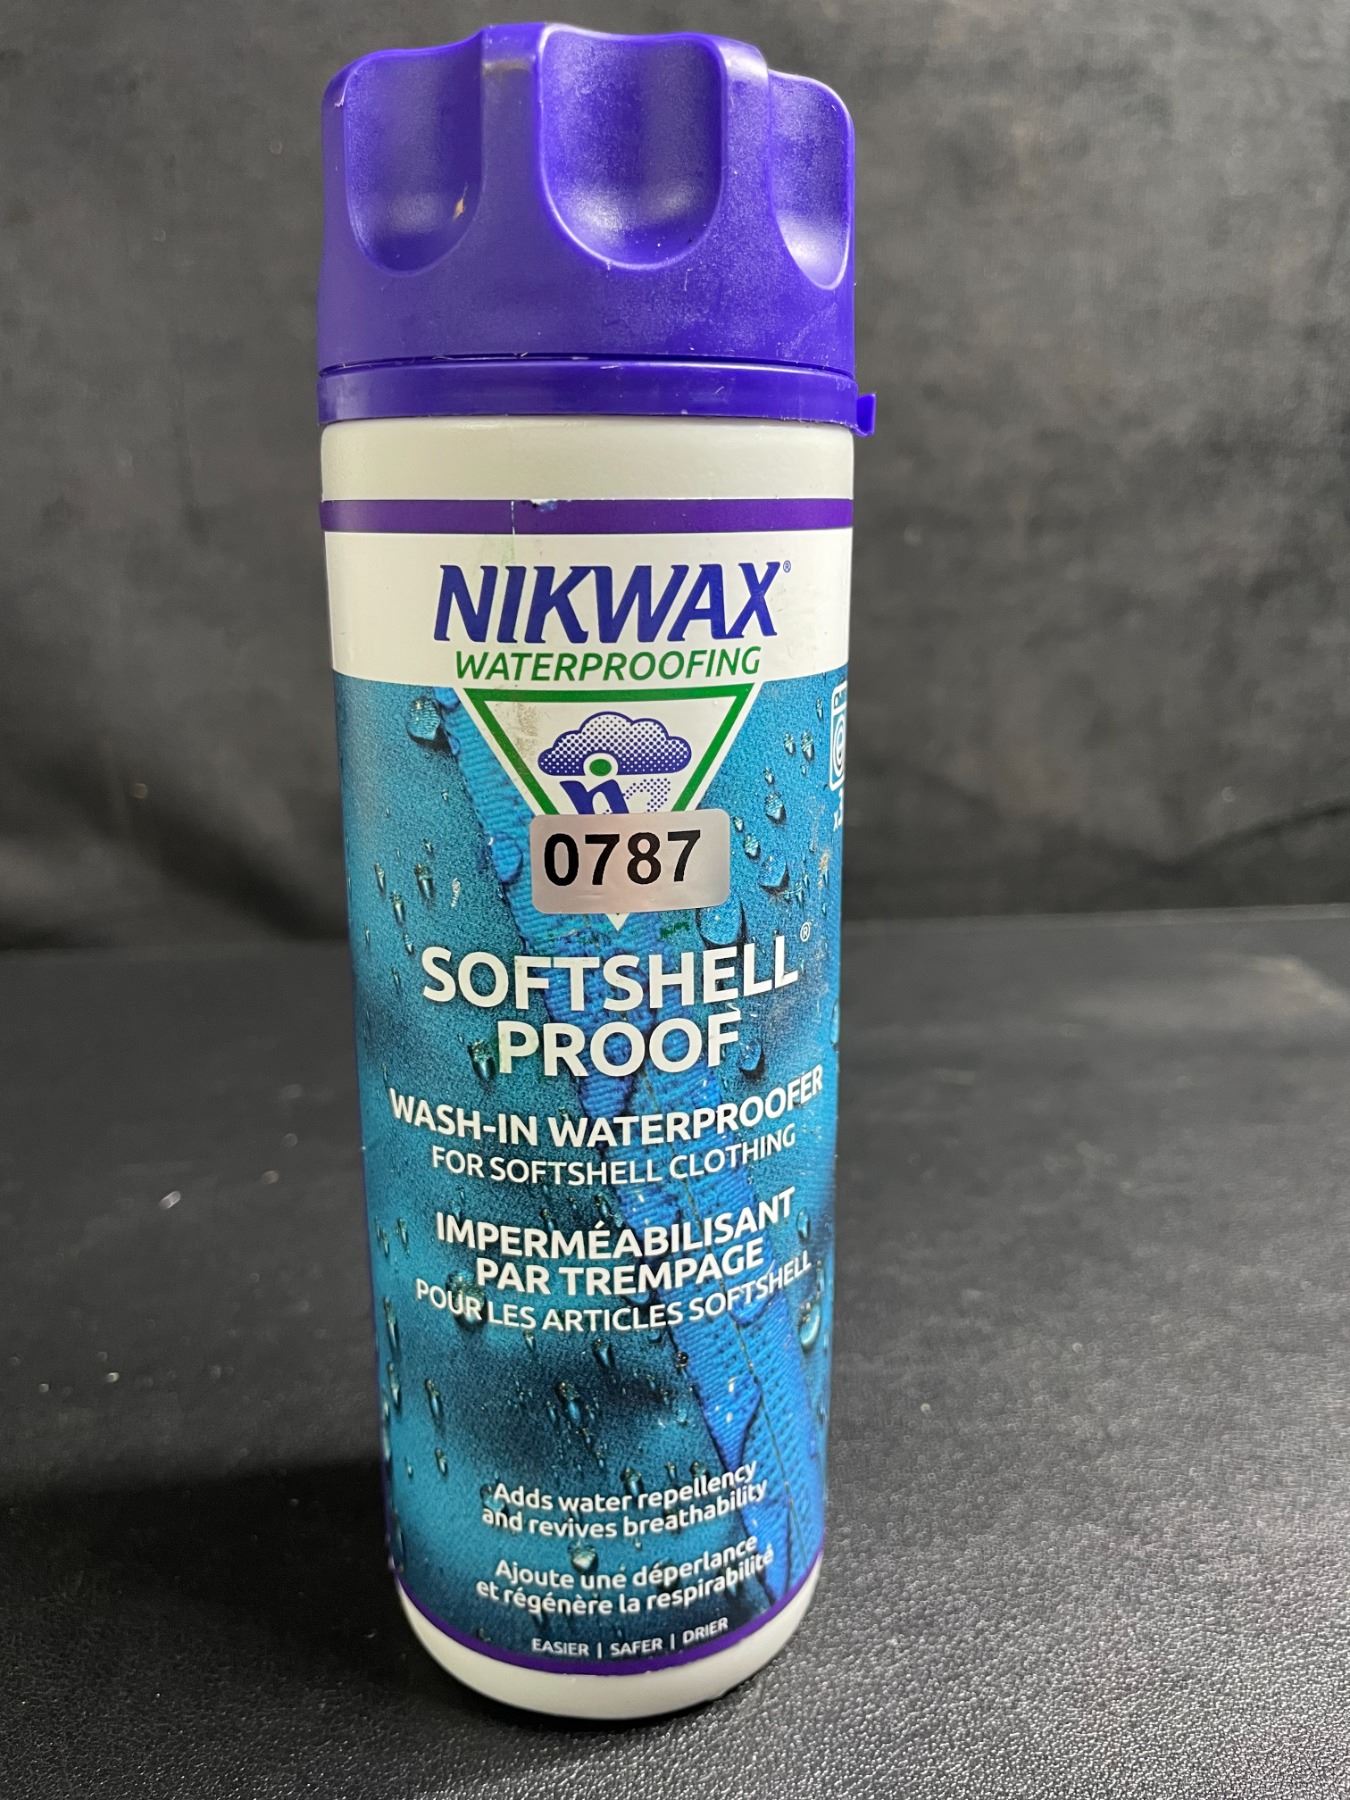 NIKWAX®
WATERPROOFING
0787
SOFTSHELL®
PROOF
WASH-IN WATERPROOFER
FOR SOFTSHELL CLOTHING
IMPERMÉABILISANT
PAR TREMPAGE
POUR LES ARTICLES SOFTSHELL
Adds water repellency
and revives breathability
Ajoute une déperlance
et régénère la respirabilité
EASIER | SAFER | DRIER